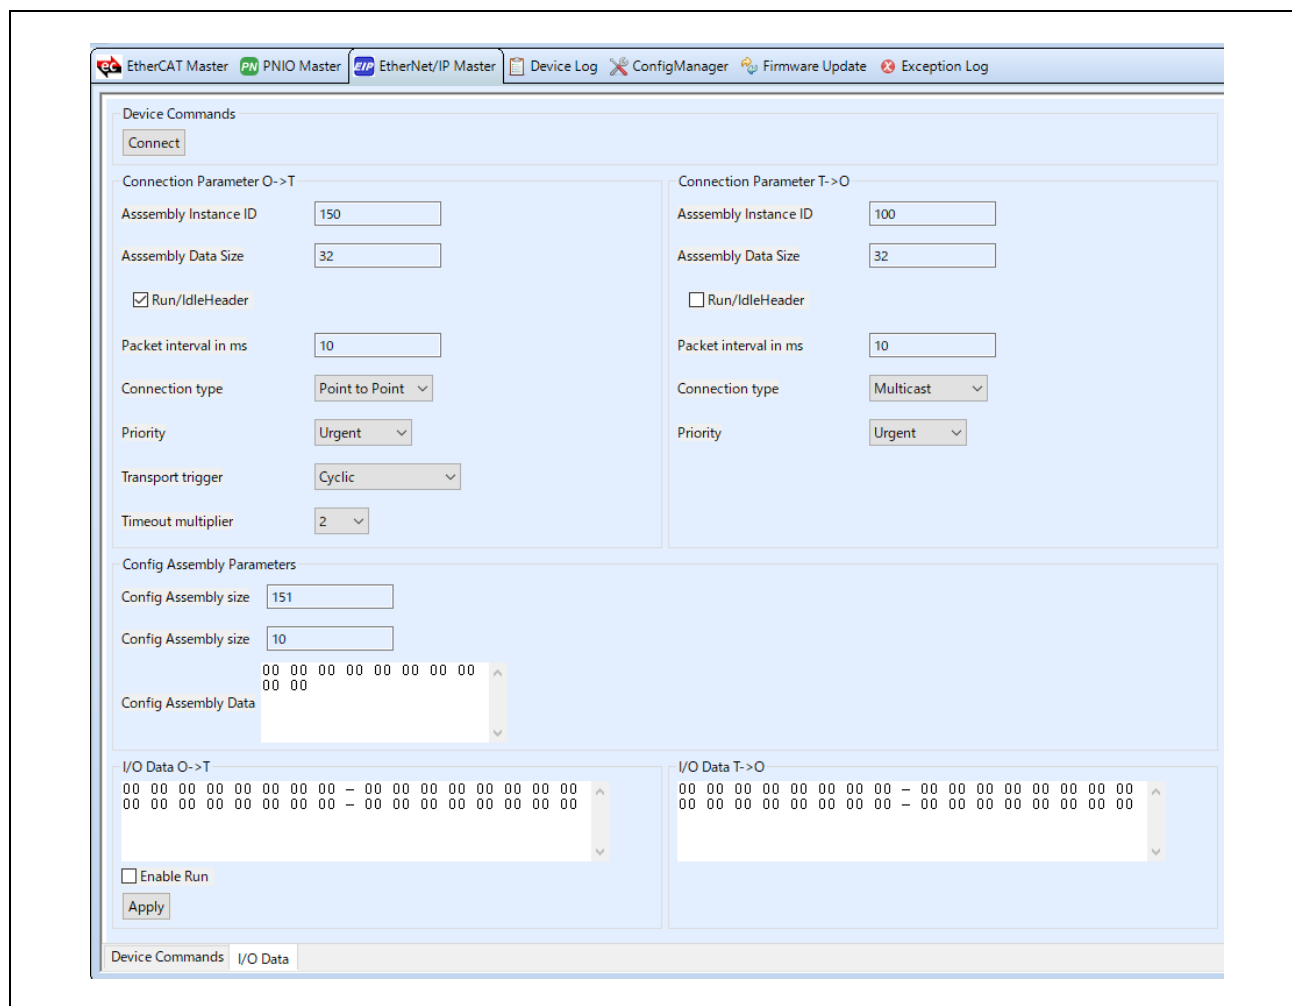 EtherCAT Master PNIO Master EtherNet/IP Master Device Log ConfigManager Firmware Update Exception Log
Device Commands
Connect
Connection Parameter O->T
Asssembly Instance ID 150
Asssembly Data Size 32
Run/IdleHeader
Packet interval in ms 10
Connection type Point to Point
Priority Urgent
Transport trigger Cyclic
Timeout multiplier 2
Connection Parameter T->O
Asssembly Instance ID 100
Asssembly Data Size 32
Run/IdleHeader
Packet interval in ms 10
Connection type Multicast
Priority Urgent
Config Assembly Parameters
Config Assembly size 151
Config Assembly size 10
Config Assembly Data
00 00 00 00 00 00 00 00
00 00
I/O Data O->T
00 00 00 00 00 00 00 00 – 00 00 00 00 00 00 00 00
00 00 00 00 00 00 00 00 – 00 00 00 00 00 00 00 00
Enable Run
Apply
I/O Data T->O
00 00 00 00 00 00 00 00 – 00 00 00 00 00 00 00 00
00 00 00 00 00 00 00 00 – 00 00 00 00 00 00 00 00
Device Commands I/O Data